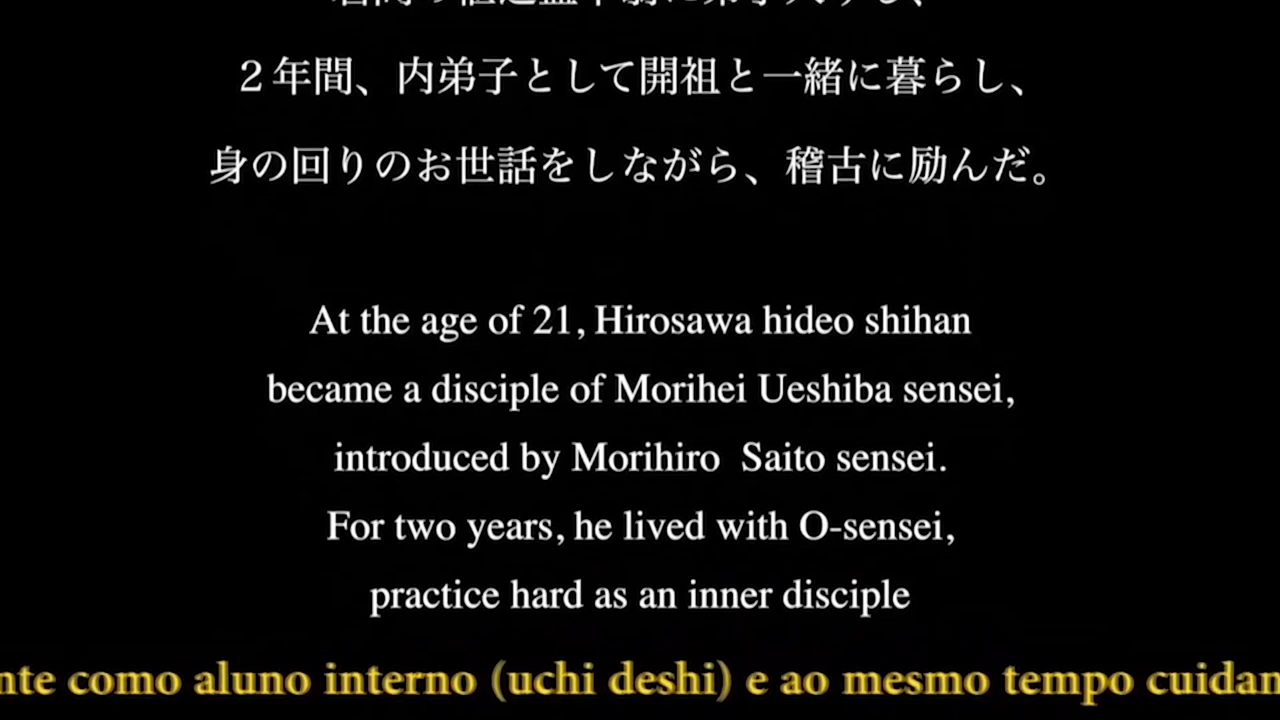 ２年間、内弟子として開祖と一緒に暮らし、
身の回りのお世話をしながら、稽古に励んだ。
At the age of 21, Hirosawa hideo shihan
became a disciple of Morihei Ueshiba sensei,
introduced by Morihiro Saito sensei.
For two years, he lived with O-sensei,
practice hard as an inner disciple
nte como aluno interno (uchi deshi) e ao mesmo tempo cuidan